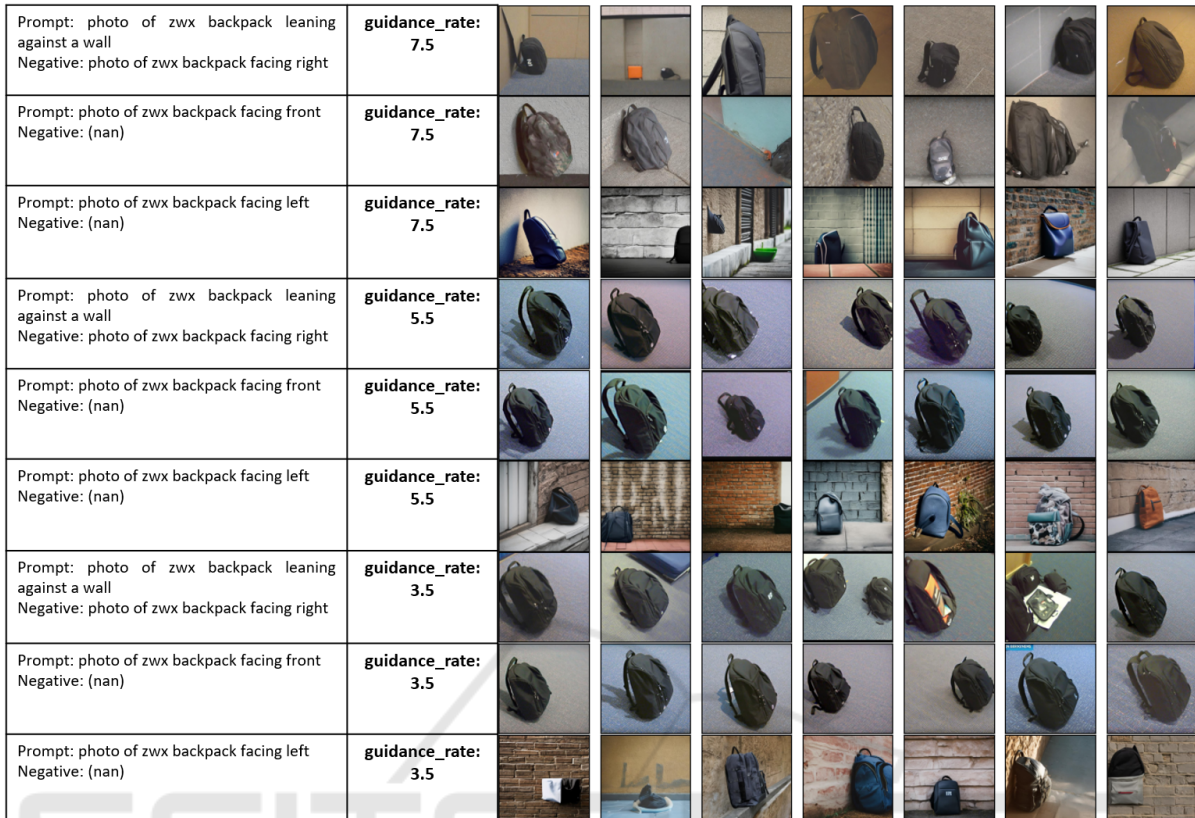 Prompt: photo of zwx backpack leaning
against a wall
Negative: photo of zwx backpack facing right
guidance_rate:
7.5
Prompt: photo of zwx backpack facing front
Negative: (nan)
guidance_rate:
7.5
Prompt: photo of zwx backpack facing left
Negative: (nan)
guidance_rate:
7.5
Prompt: photo of zwx backpack leaning
against a wall
Negative: photo of zwx backpack facing right
guidance_rate:
5.5
Prompt: photo of zwx backpack facing front
Negative: (nan)
guidance_rate:
5.5
Prompt: photo of zwx backpack facing left
Negative: (nan)
guidance_rate:
5.5
Prompt: photo of zwx backpack leaning
against a wall
Negative: photo of zwx backpack facing right
guidance_rate:
3.5
Prompt: photo of zwx backpack facing front
Negative: (nan)
guidance_rate:
3.5
Prompt: photo of zwx backpack facing left
Negative: (nan)
guidance_rate:
3.5